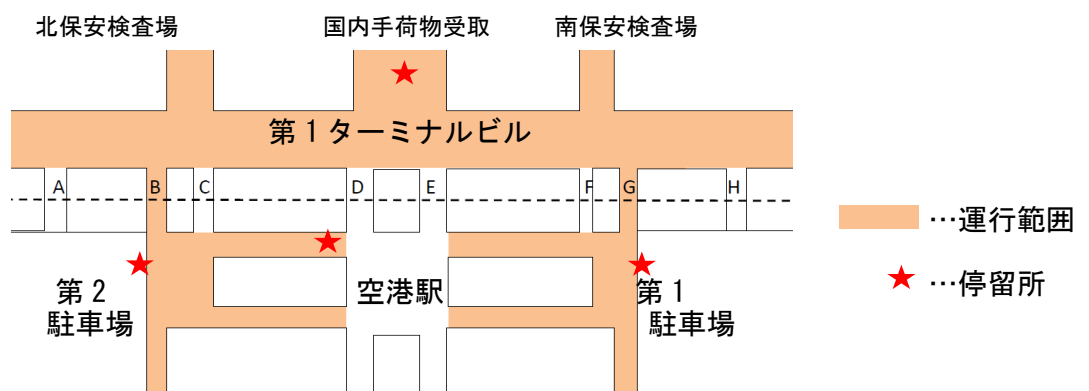 北保安検査場
国内手荷物受取
南保安検査場
第1ターミナルビル
A
B
C
D
E
F
G
H
…運行範囲
第2
駐車場
空港駅
第1
駐車場
…停留所